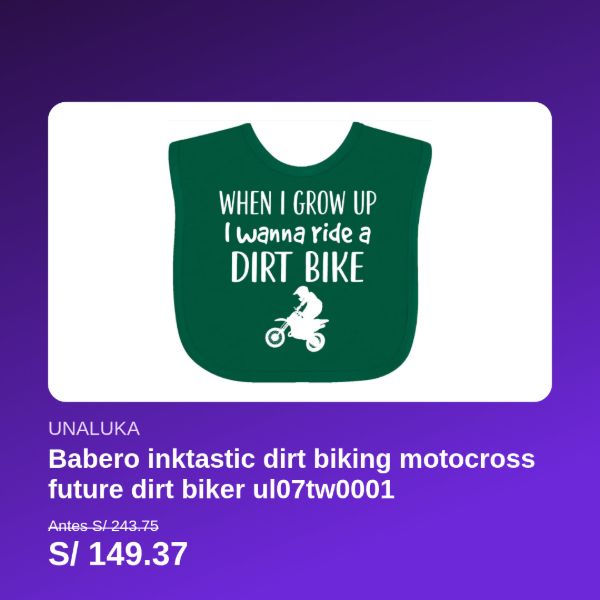 WHEN I GROW UP
I wanna ride a
DIRT BIKE
UNALUKA
Babero inktastic dirt biking motocross
future dirt biker ul07tw0001
Antes S/ 243.75
S/ 149.37